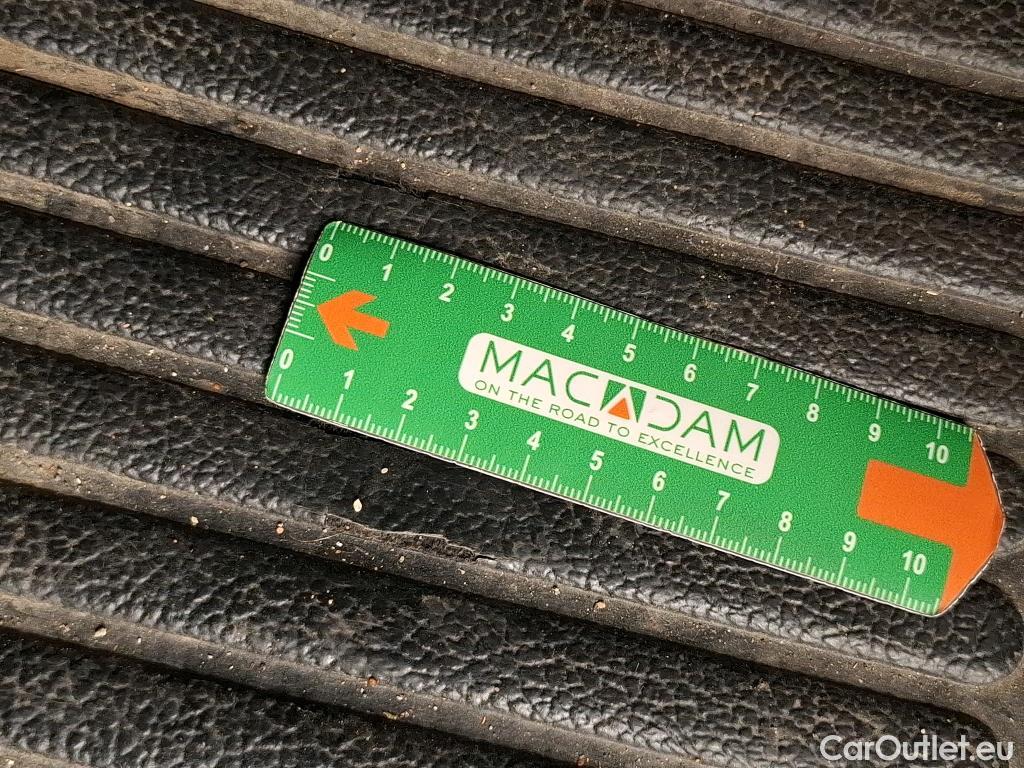 0 1 2 3 4 5 6 7 8 9 10
MACADAM
ON THE ROAD TO EXCELLENCE
0 1 2 3 4 5 6 7 8 9 10
CarOutlet.eu